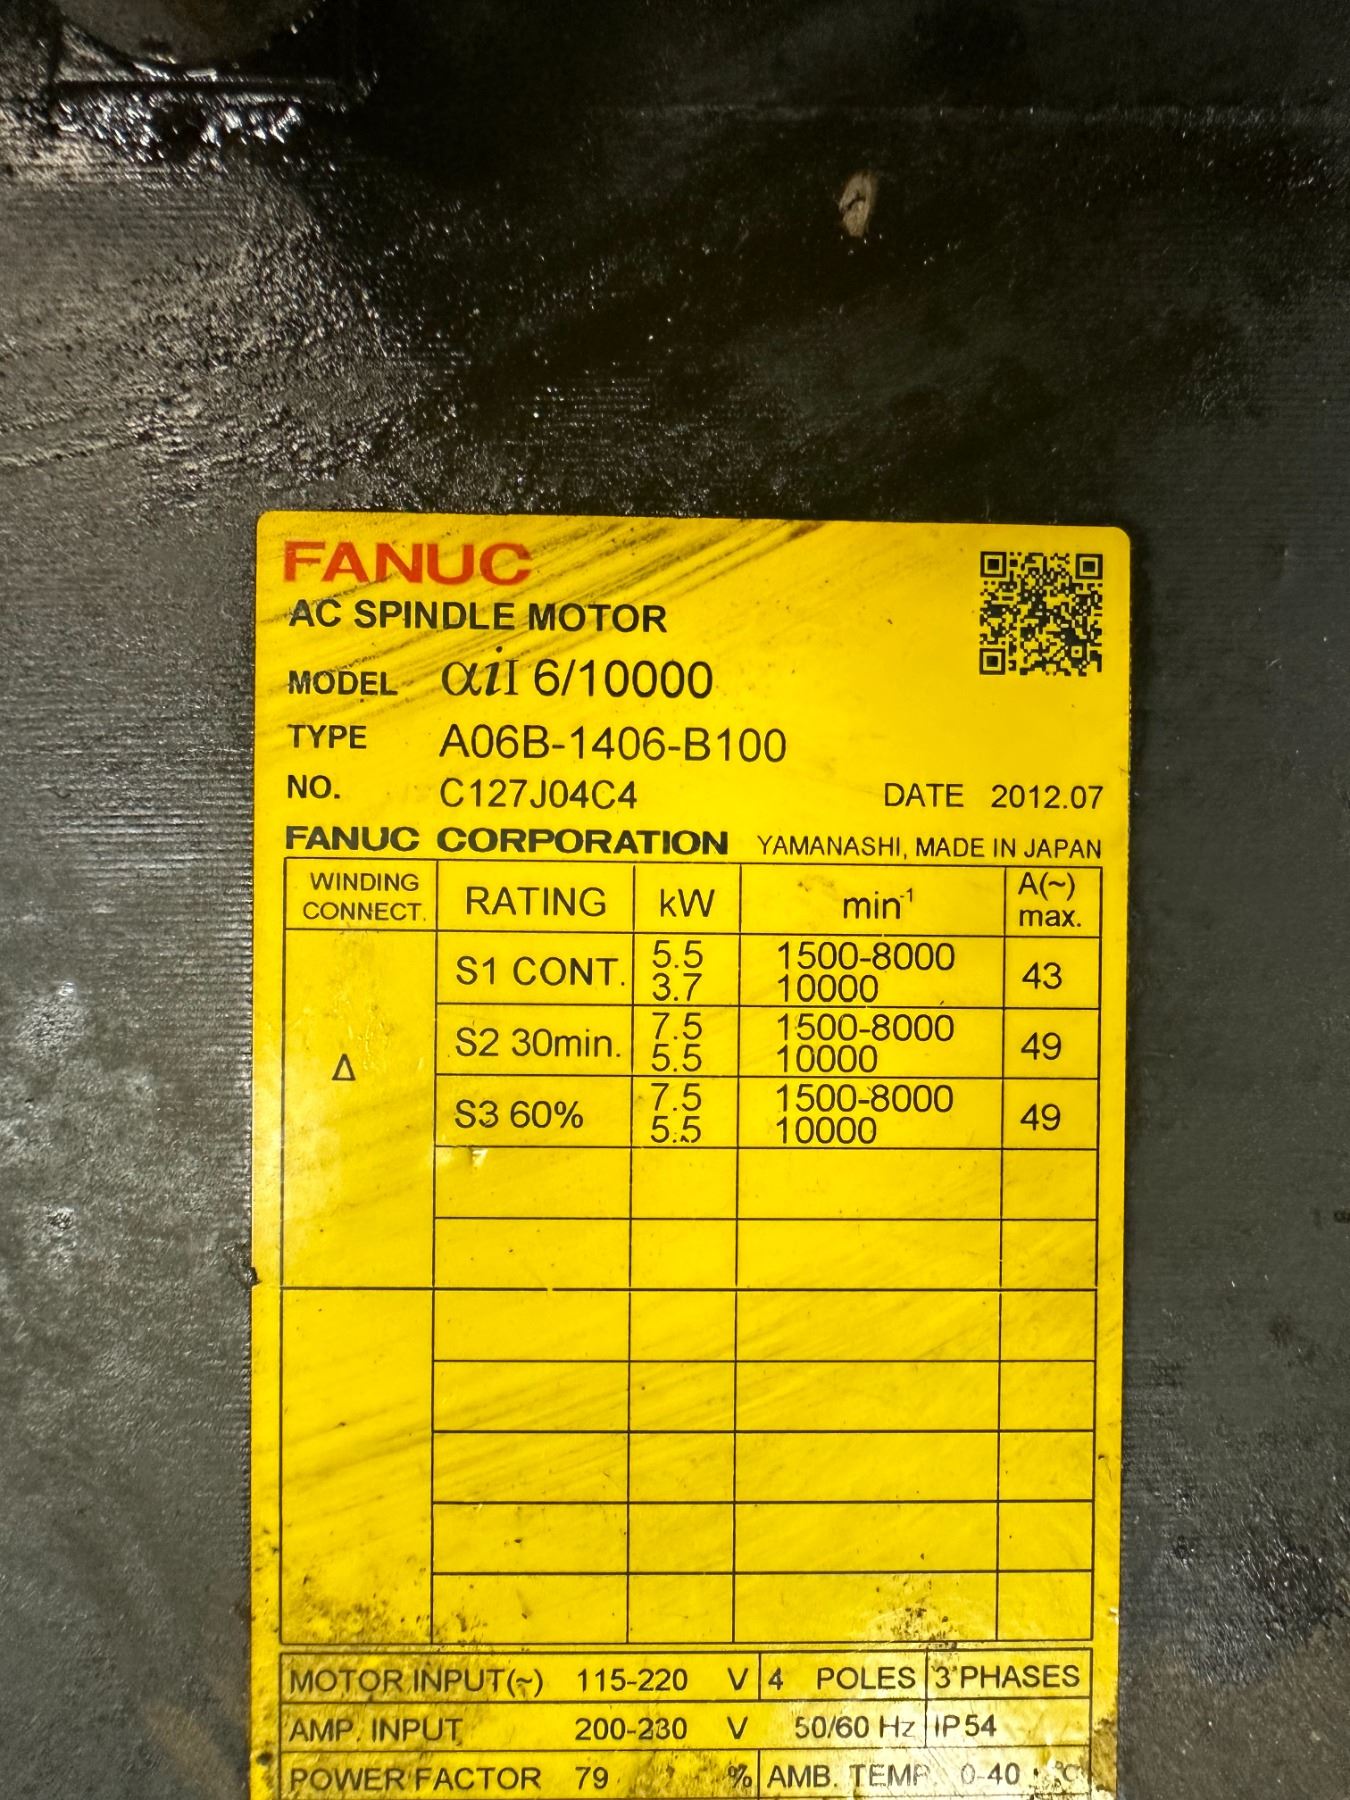 FANUC
AC SPINDLE MOTOR
MODEL αiI 6/10000
TYPE A06B-1406-B100
NO. C127J04C4 DATE 2012.07
FANUC CORPORATION YAMANASHI, MADE IN JAPAN
WINDING CONNECT. RATING kW min⁻¹ A(~) max.
Δ
S1 CONT. 5.5 1500-8000 43
3.7 10000
S2 30min. 7.5 1500-8000 49
5.5 10000
S3 60% 7.5 1500-8000 49
5.5 10000
MOTOR INPUT(~) 115-220 V 4 POLES 3 PHASES
AMP. INPUT 200-230 V 50/60 Hz IP54
POWER FACTOR 79 % AMB. TEMP. 0-40 °C